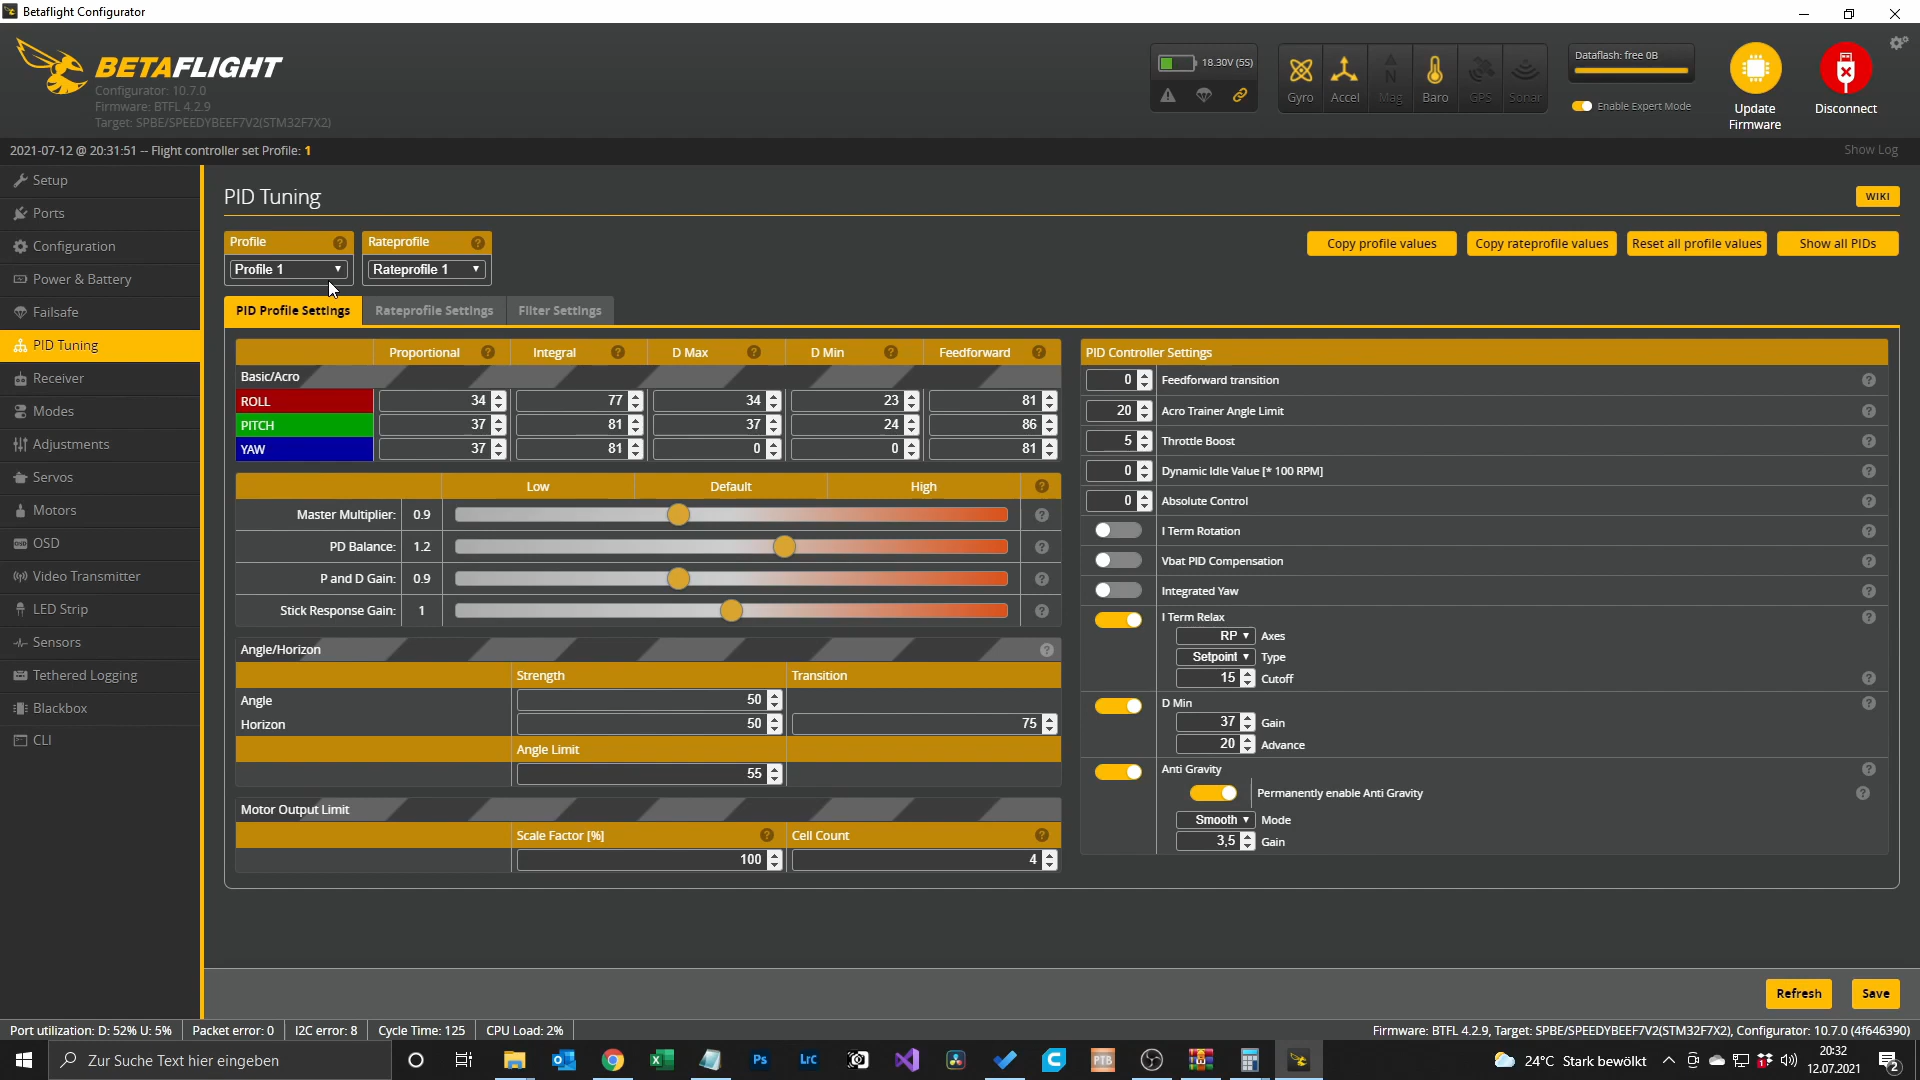 Betaflight Configurator
BETAFLIGHT
Configurator: 10.7.0
Firmware: BTFL 4.2.9
Target: SPBE/SPEEDYBEEF7V2(STM32F7X2)
18.30V (5S)
Gyro Accel Mag Baro GPS Sonar
Dataflash: free 0B
Enable Expert Mode
Update Firmware
Disconnect
2021-07-12 @ 20:31:51 -- Flight controller set Profile: 1
Show Log
Setup
Ports
Configuration
Power & Battery
Failsafe
PID Tuning
Receiver
Modes
Adjustments
Servos
Motors
OSD
Video Transmitter
LED Strip
Sensors
Tethered Logging
Blackbox
CLI
PID Tuning
WIKI
Profile
Rateprofile
Profile 1
Rateprofile 1
Copy profile values
Copy rateprofile values
Reset all profile values
Show all PIDs
PID Profile Settings
Rateprofile Settings
Filter Settings
Proportional Integral D Max D Min Feedforward
Basic/Acro
ROLL 34 77 34 23 81
PITCH 37 81 37 24 86
YAW 37 81 0 0 81
Low Default High
Master Multiplier: 0.9
PD Balance: 1.2
P and D Gain: 0.9
Stick Response Gain: 1
Angle/Horizon
Strength Transition
Angle 50
Horizon 50 75
Angle Limit
55
Motor Output Limit
Scale Factor [%] Cell Count
100 4
PID Controller Settings
0 Feedforward transition
20 Acro Trainer Angle Limit
5 Throttle Boost
0 Dynamic Idle Value [* 100 RPM]
0 Absolute Control
I Term Rotation
Vbat PID Compensation
Integrated Yaw
I Term Relax
RP Axes
Setpoint Type
15 Cutoff
D Min
37 Gain
20 Advance
Anti Gravity
Permanently enable Anti Gravity
Smooth Mode
3,5 Gain
Refresh
Save
Port utilization: D: 52% U: 5% Packet error: 0 I2C error: 8 Cycle Time: 125 CPU Load: 2%
Firmware: BTFL 4.2.9, Target: SPBE/SPEEDYBEEF7V2(STM32F7X2), Configurator: 10.7.0 (4f646390)
Zur Suche Text hier eingeben
Ps
Lrc
PTB
24°C Stark bewölkt
20:32
12.07.2021
2